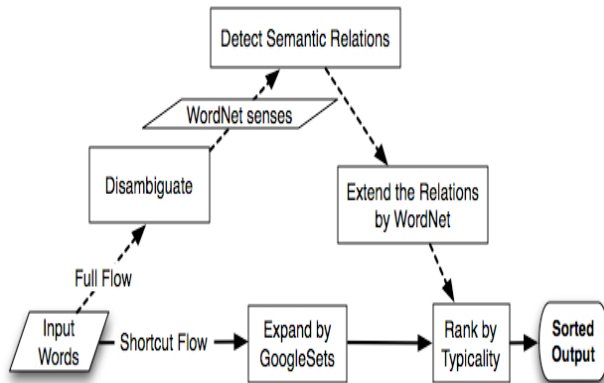 Detect Semantic Relations
WordNet senses
Disambiguate
Extend the Relations
by WordNet
Full Flow
Input
Words
Shortcut Flow
Expand by
GoogleSets
Rank by
Typicality
Sorted
Output